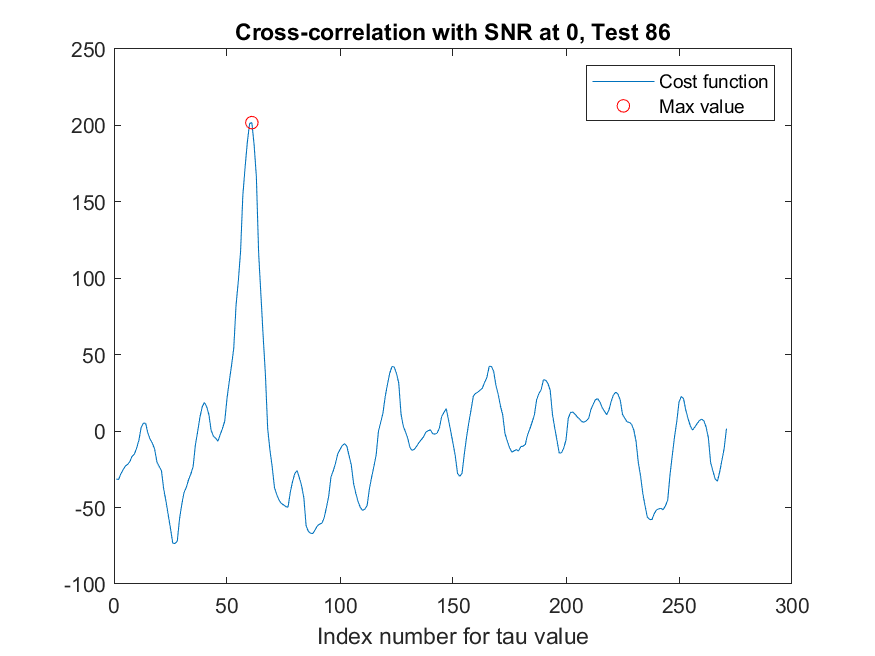 Cross-correlation with SNR at 0, Test 86
250
200
150
100
50
0
-50
-100
0 50 100 150 200 250 300
Index number for tau value
Cost function
Max value